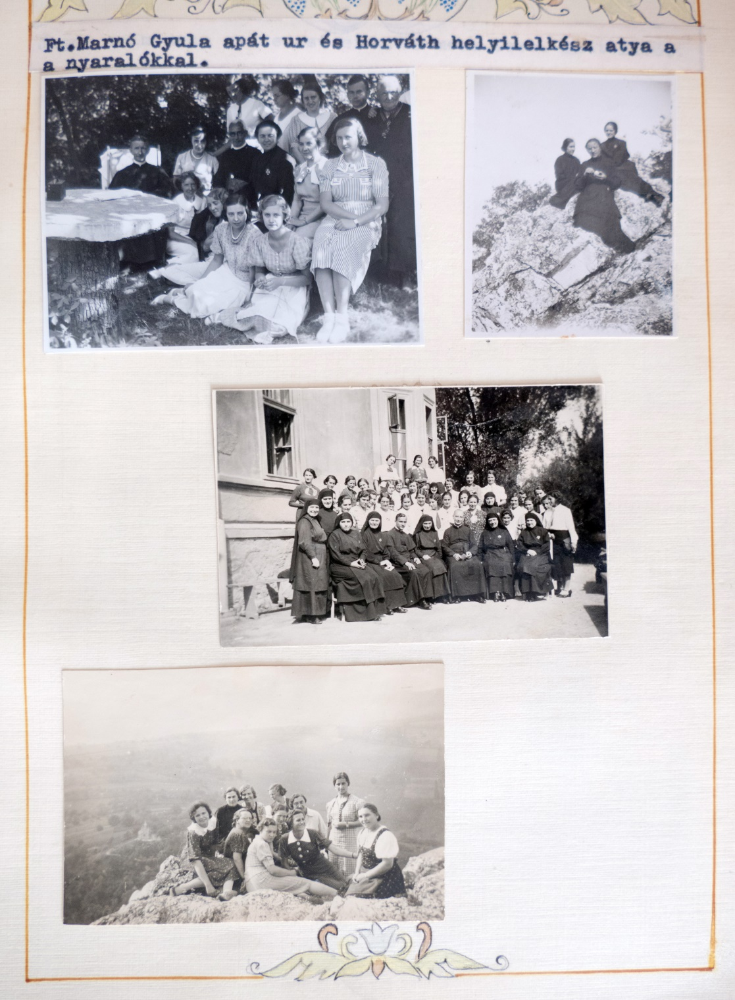 Ft.Marnó Gyula apát ur és Horváth helyilelkész atya a
a nyaralókkal.